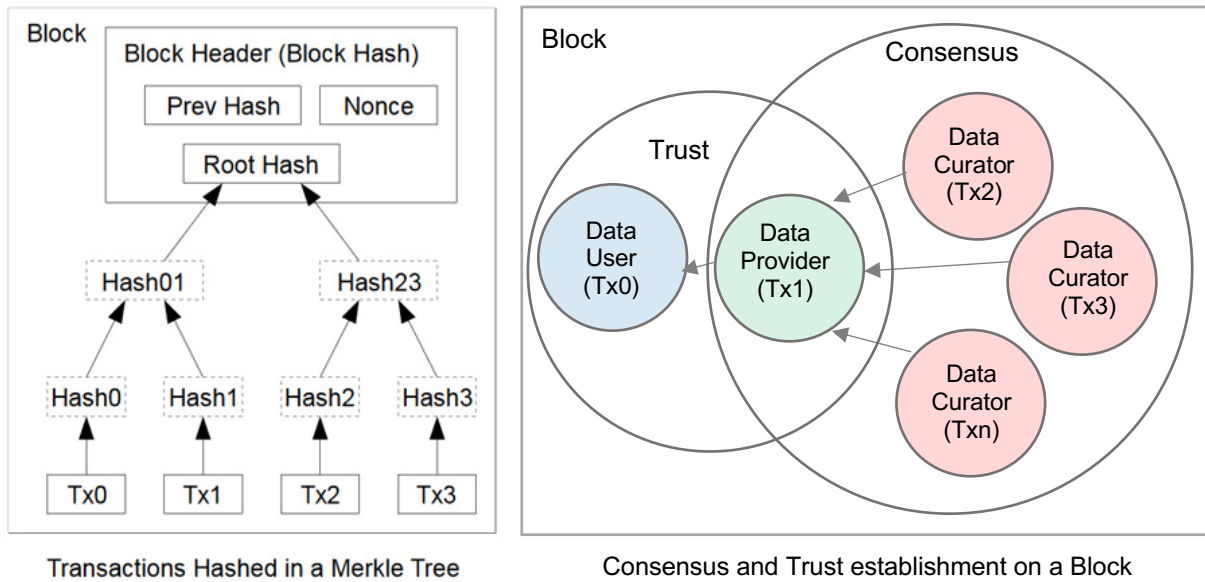 Block
Block Header (Block Hash)
Prev Hash
Nonce
Root Hash
Hash01
Hash23
Hash0
Hash1
Hash2
Hash3
Tx0
Tx1
Tx2
Tx3
Transactions Hashed in a Merkle Tree
Block
Consensus
Trust
Data
User
(Tx0)
Data
Provider
(Tx1)
Data
Curator
(Tx2)
Data
Curator
(Tx3)
Data
Curator
(Txn)
Consensus and Trust establishment on a Block